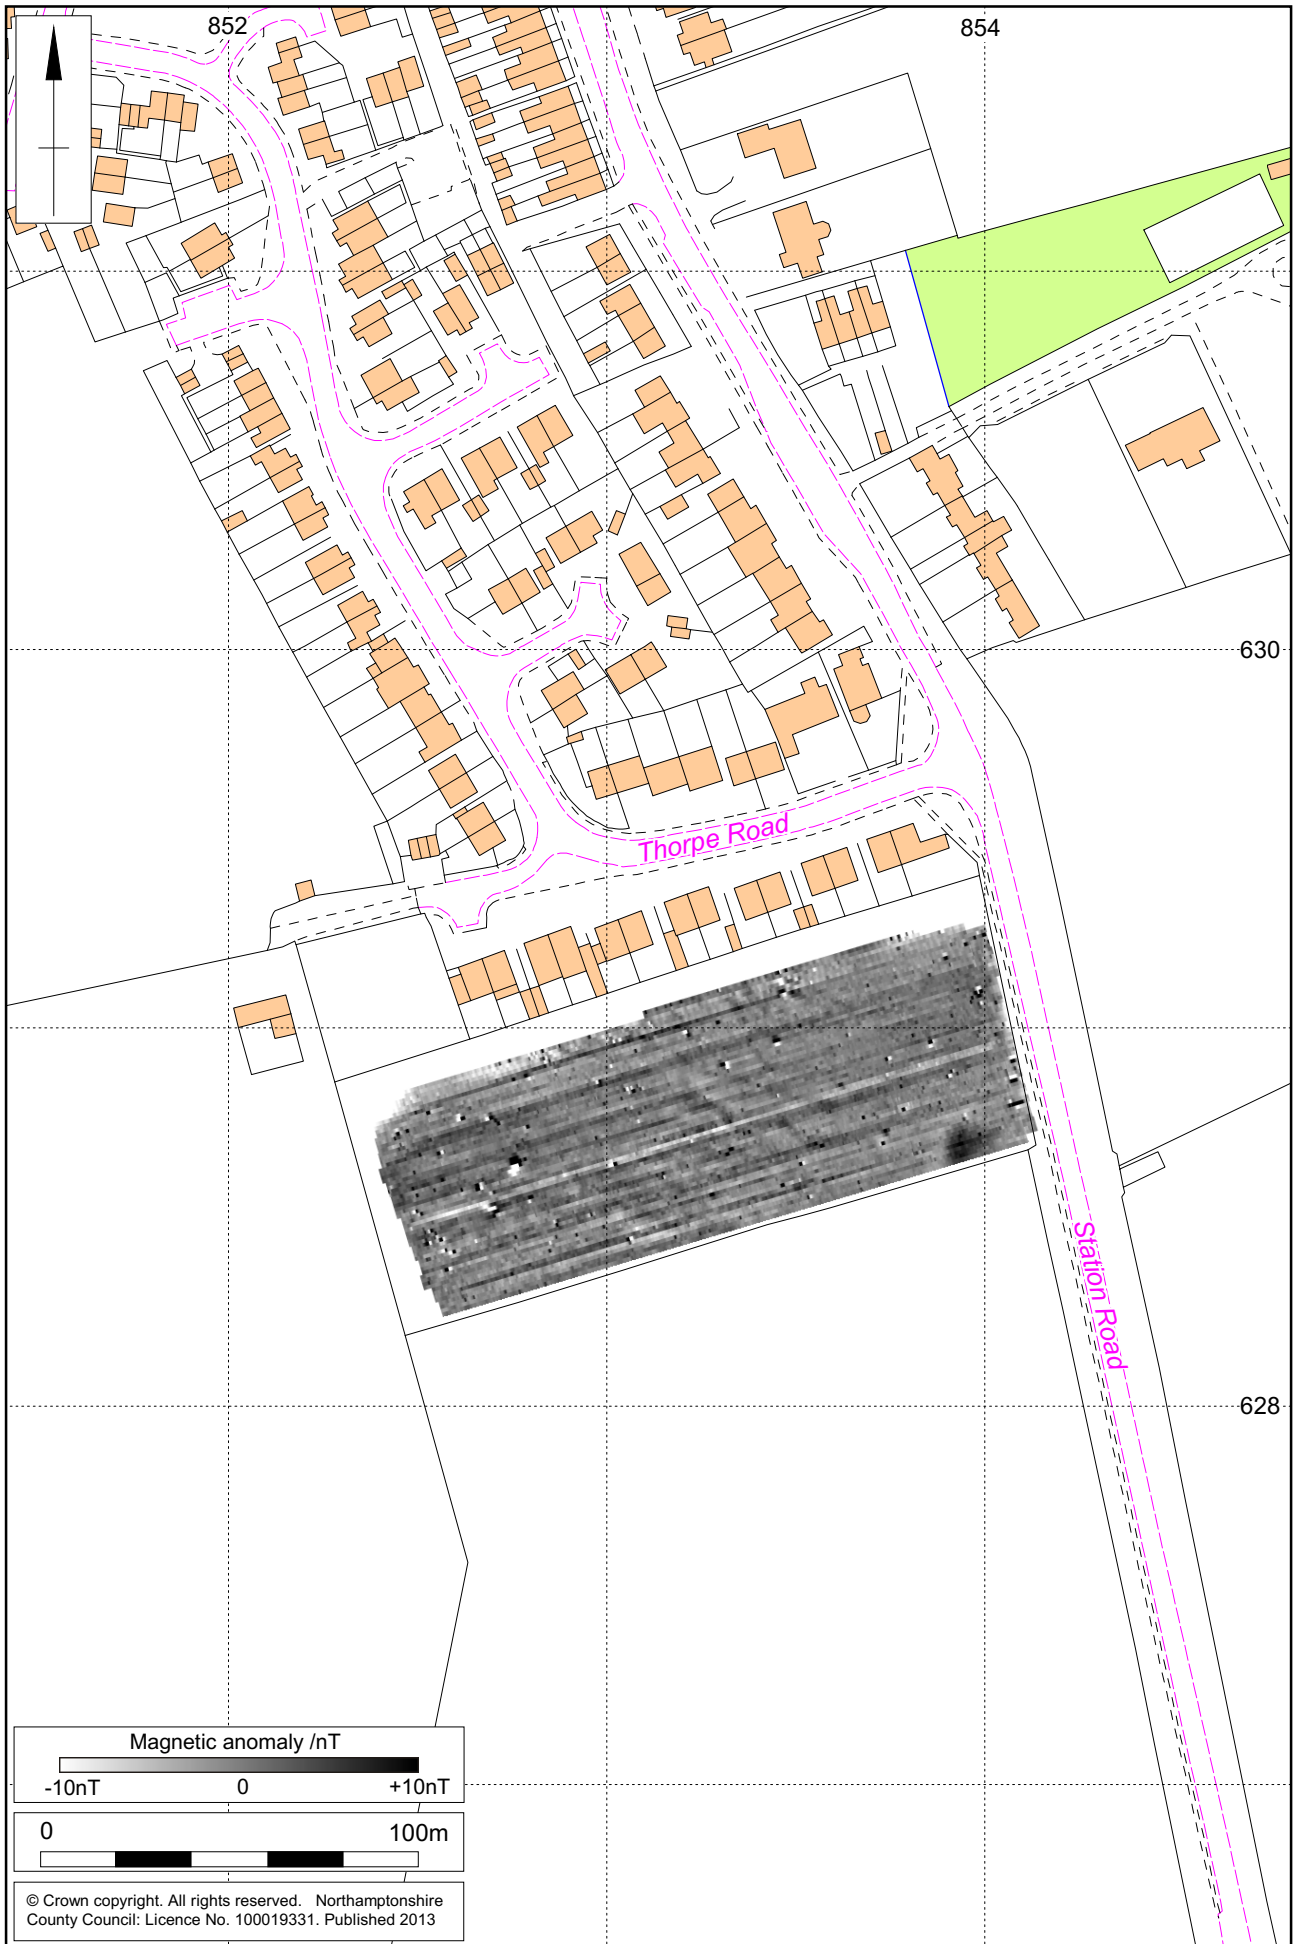 852
854
630
Thorpe Road
Station Road
628
Magnetic anomaly /nT
-10nT 0 +10nT
0 100m
© Crown copyright. All rights reserved. Northamptonshire
County Council: Licence No. 100019331. Published 2013